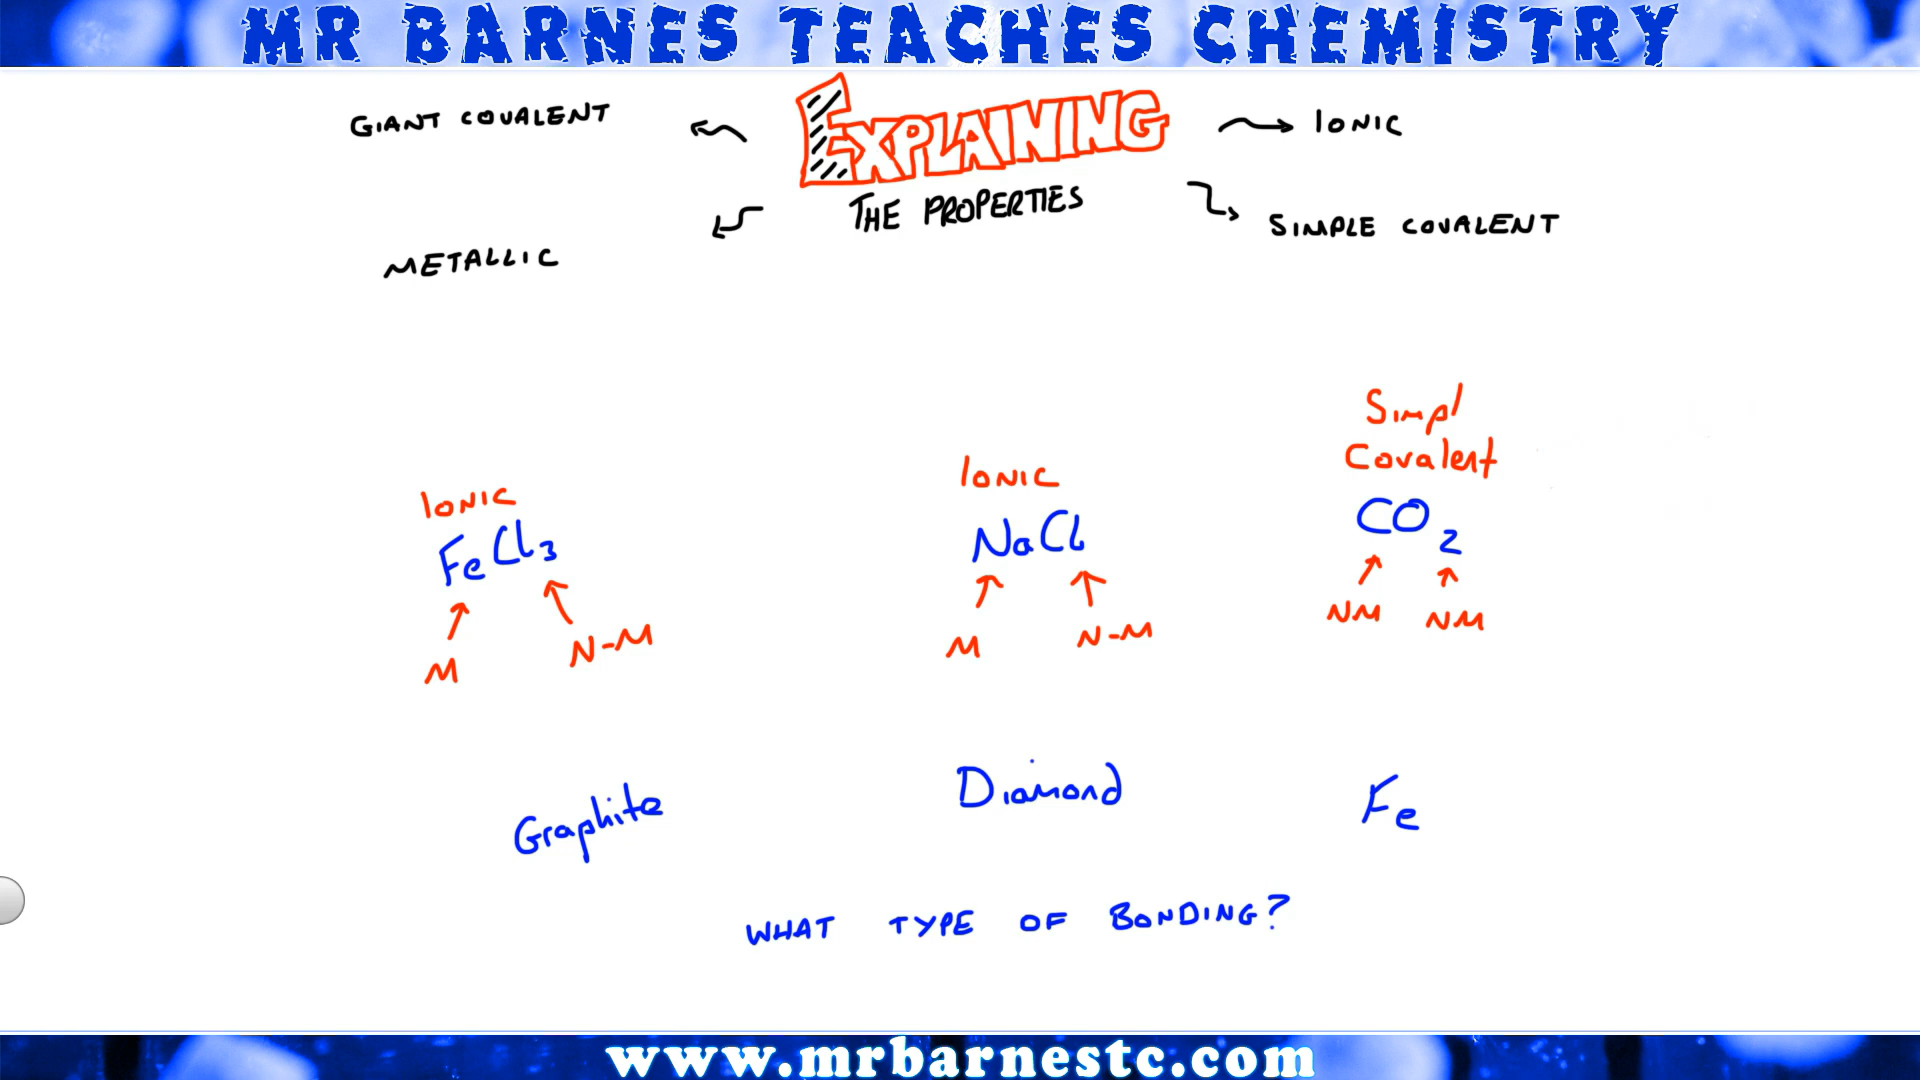 MR BARNES TEACHES CHEMISTRY
GIANT COVALENT
EXPLAINING
THE PROPERTIES
IONIC
METALLIC
SIMPLE COVALENT
IONIC
FeCl3
M
N-M
IONIC
NaCl
M
N-M
Simpl
Covalent
CO2
NM
NM
Graphite
Diamond
Fe
WHAT TYPE OF BONDING?
www.mrbarnestc.com